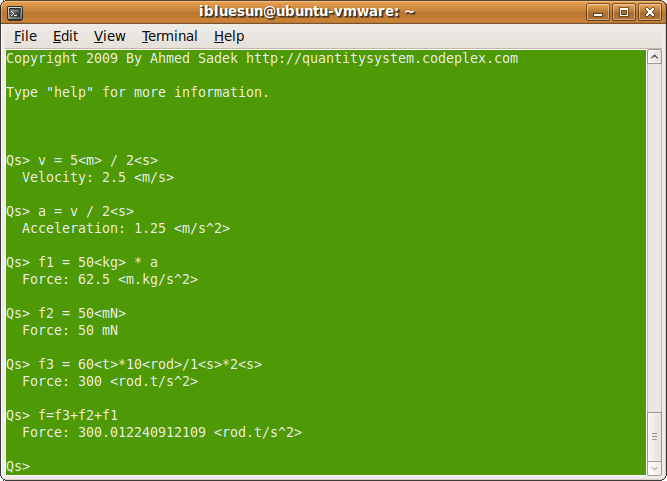 ibluesun@ubuntu-vmware: ~
File Edit View Terminal Help
Copyright 2009 By Ahmed Sadek http://quantitysystem.codeplex.com
Type "help" for more information.
Qs> v = 5<m> / 2<s>
Velocity: 2.5 <m/s>
Qs> a = v / 2<s>
Acceleration: 1.25 <m/s^2>
Qs> f1 = 50<kg> * a
Force: 62.5 <m.kg/s^2>
Qs> f2 = 50<mN>
Force: 50 mN
Qs> f3 = 60<t>*10<rod>/1<s>*2<s>
Force: 300 <rod.t/s^2>
Qs> f=f3+f2+f1
Force: 300.012240912109 <rod.t/s^2>
Qs>